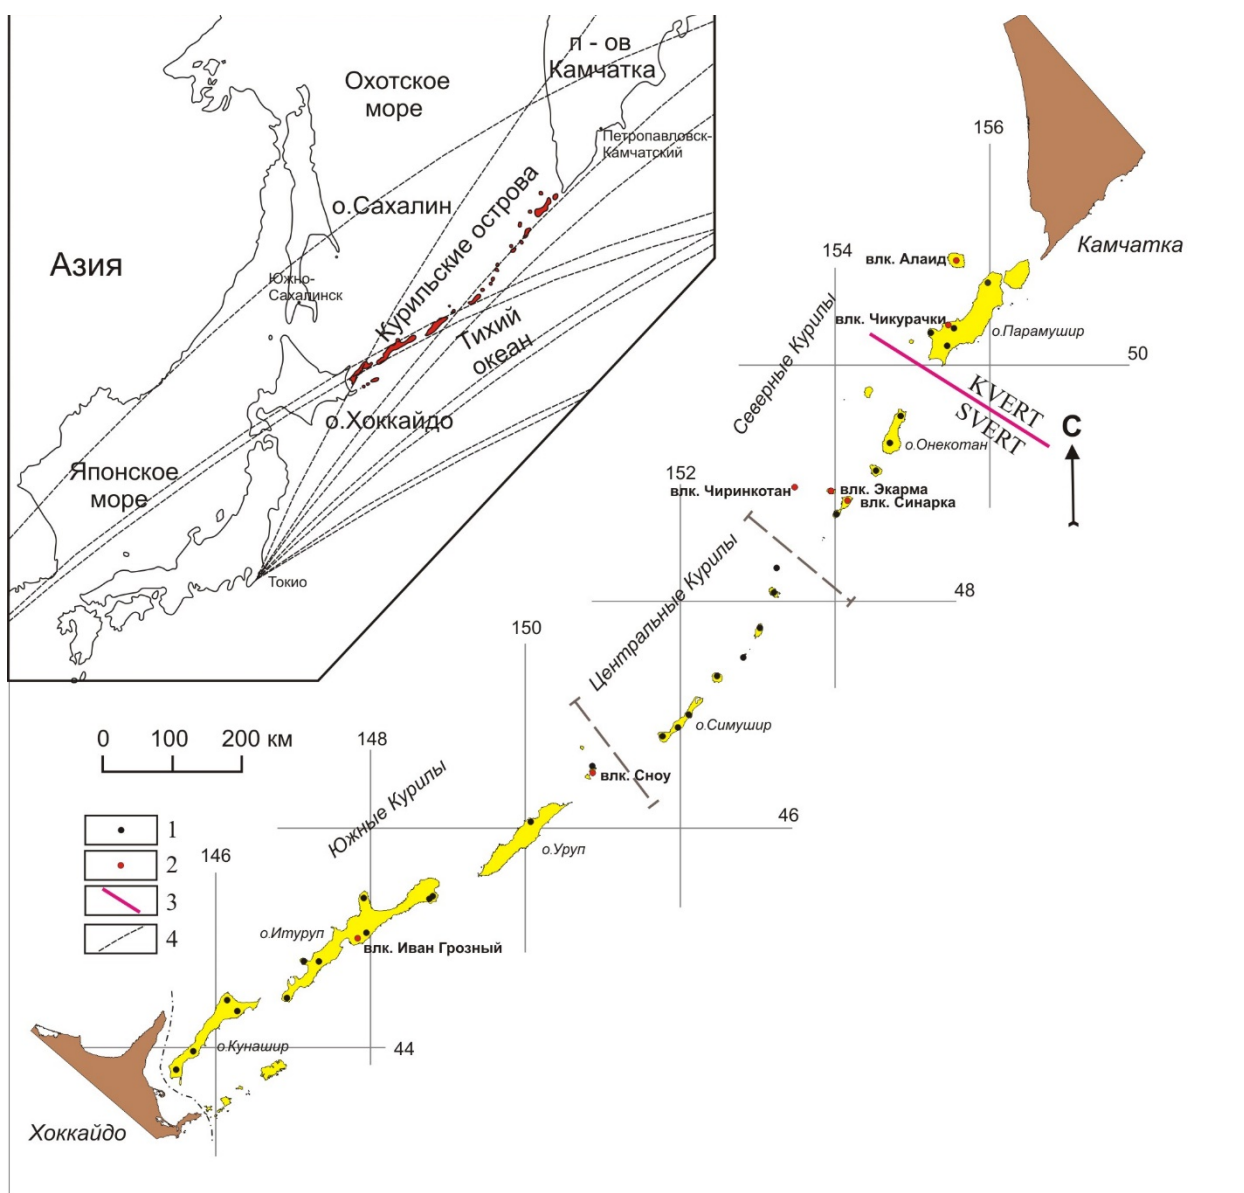 п - ов
Камчатка
Охотское
море
Петропавловск-
Камчатский
о.Сахалин
Курильские острова
Азия
Южно-
Сахалинск
Тихий
океан
о.Хоккайдо
Японское
море
Токио
156
Камчатка
154
влк. Алаид
влк. Чикурачки
о.Парамушир
50
Северные Курилы
KVERT
SVERT
С
о.Онекотан
152
влк. Чиринкотан
влк. Экарма
влк. Синарка
48
Центральные Курилы
150
о.Симушир
0 100 200 км
148
влк. Сноу
Южные Курилы
46
о.Уруп
1
2
3
4
146
о.Итуруп
влк. Иван Грозный
о.Кунашир
44
Хоккайдо